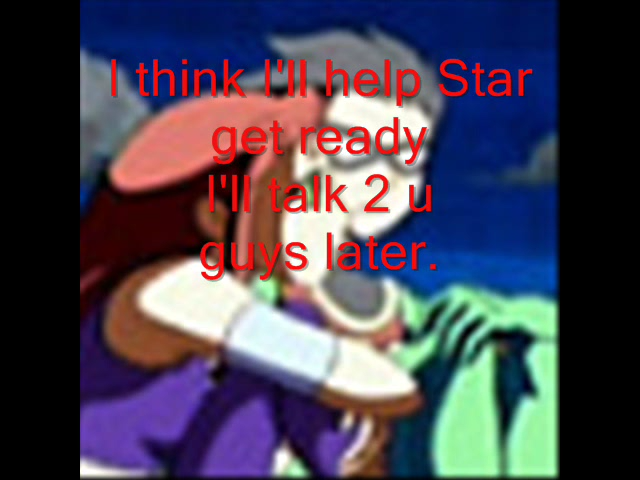 I think I'll help Star
get ready
I'll talk 2 u
guys later.